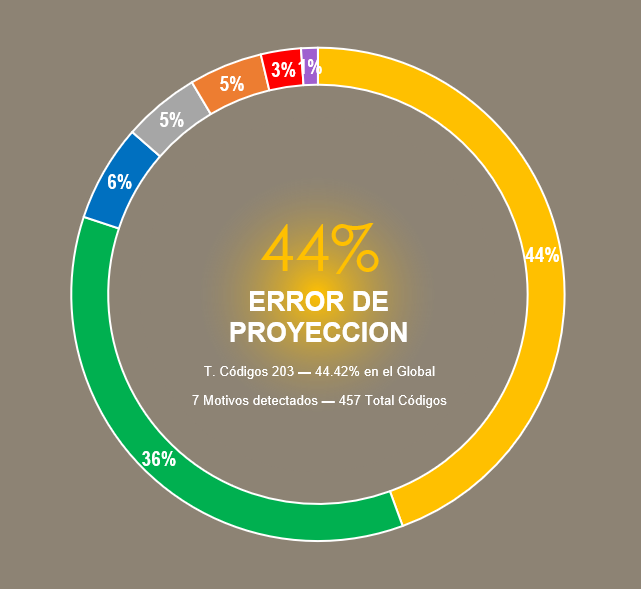 1%
3%
5%
5%
6%
44%
44%
ERROR DE
PROYECCION
T. Códigos 203 — 44.42% en el Global
7 Motivos detectados — 457 Total Códigos
36%